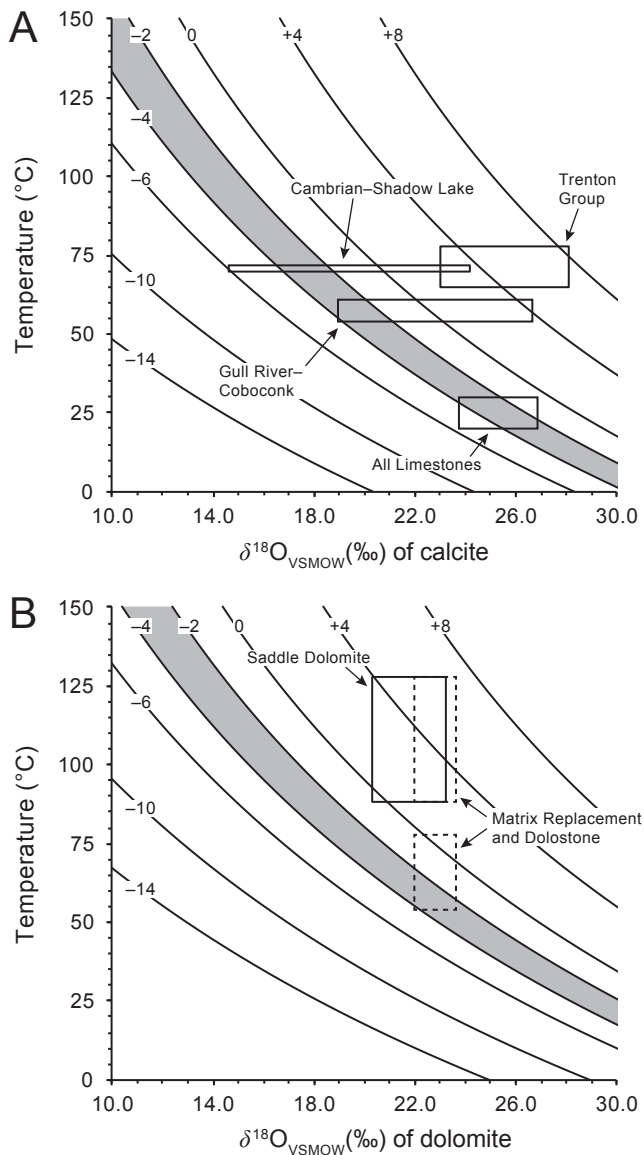 A
150
125
100
75
50
25
0
Temperature (°C)
–2
0
+4
+8
–4
–6
–10
–14
Cambrian–Shadow Lake
Trenton
Group
Gull River–
Coboconk
All Limestones
10.0
14.0
18.0
22.0
26.0
30.0
δ¹⁸O_VSMOW(‰) of calcite
B
150
125
100
75
50
25
0
Temperature (°C)
–4
–2
0
+4
+8
–6
–10
–14
Saddle Dolomite
Matrix Replacement
and Dolostone
10.0
14.0
18.0
22.0
26.0
30.0
δ¹⁸O_VSMOW(‰) of dolomite